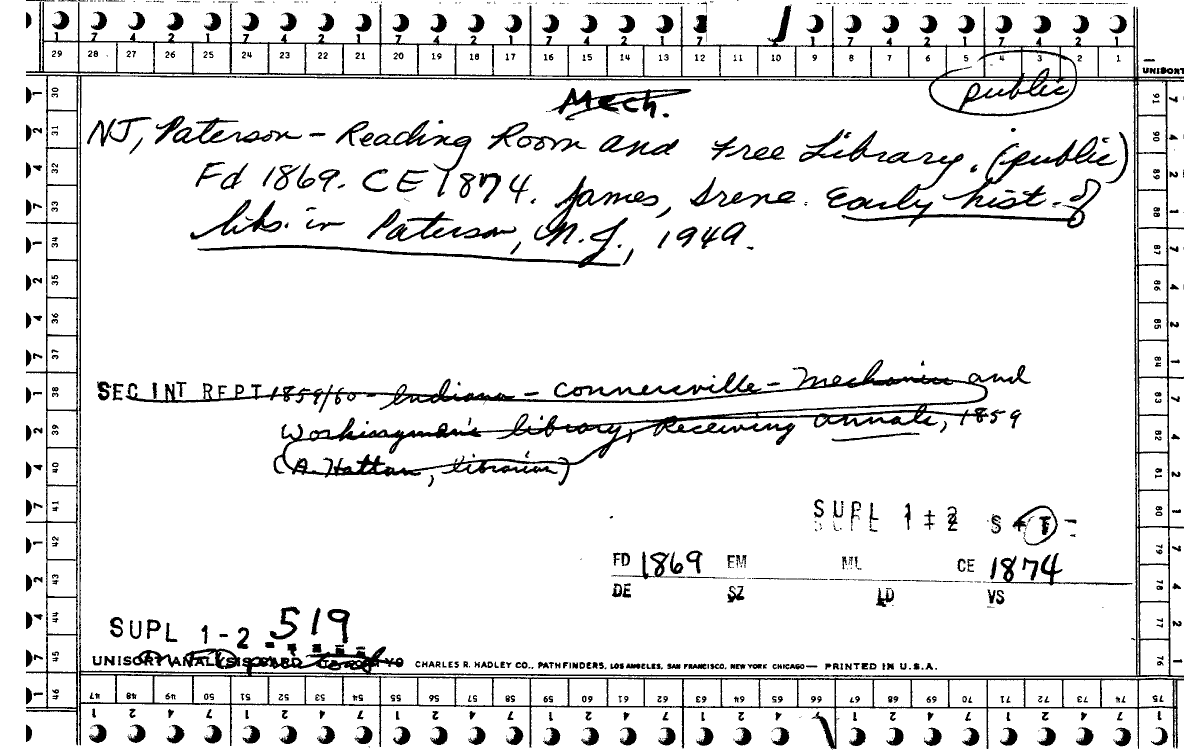 7 4 2 1 7 4 2 1 7 4 2 1 7 4 2 1 7 4 2 1 7 4 2 1
29 28 27 26 25 24 23 22 21 20 19 18 17 16 15 14 13 12 11 10 9 8 7 6 5 4 3 2 1
UNISORT
public
Mech.
NJ, Paterson - Reading Room and Free Library. (public)
Fd 1869. CE 1874. James, Irene. Early hist. of
libs. in Paterson, N.J., 1949.
SEC INT REPT 1859/60 - Indiana - Connersville - Mechanics and
Workingmen's library, Receiving annals, 1859
(A. Hattan, librarian)
SUPL 1 + 2 S + T -
FD 1869 EM ML CE 1874
DE SZ LD VS
SUPL 1-2 519
UNISORT ANALYSIS CARD CHARLES R. HADLEY CO., PATHFINDERS, LOS ANGELES, SAN FRANCISCO, NEW YORK CHICAGO — PRINTED IN U.S.A.
30 31 32 33 34 35 36 37 38 39 40 41 42 43 44 45 46
91 90 89 88 87 86 85 84 83 82 81 80 79 78 77 76 75
47 48 49 50 51 52 53 54 55 56 57 58 59 60 61 62 63 64 65 66 67 68 69 70 71 72 73 74 75